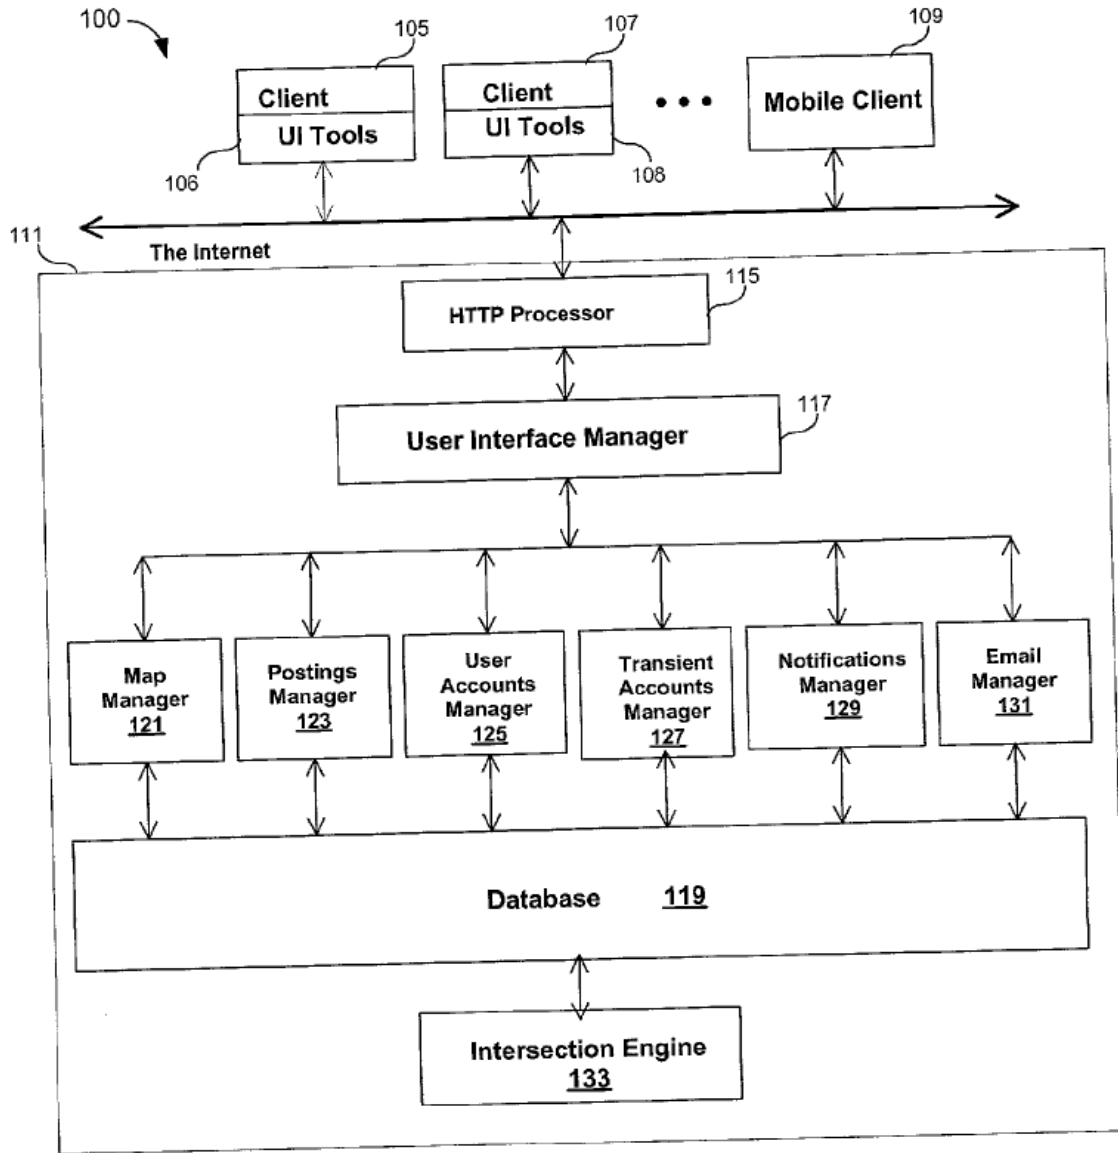 100
105
107
109
Client
UI Tools
Client
UI Tools
Mobile Client
106
108
111
The Internet
115
HTTP Processor
117
User Interface Manager
Map
Manager
121
Postings
Manager
123
User
Accounts
Manager
125
Transient
Accounts
Manager
127
Notifications
Manager
129
Email
Manager
131
Database 119
Intersection Engine
133